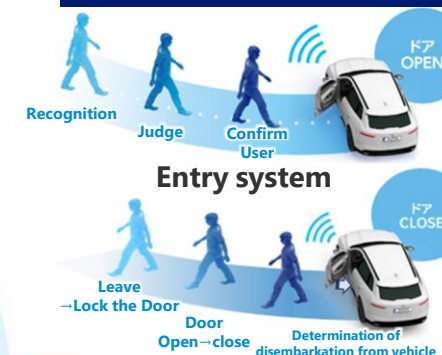 ドア
OPEN
Recognition
Judge
Confirm
User
Entry system
ドア
CLOSE
Leave
→Lock the Door
Door
Open→close
Determination of
disembarkation from vehicle